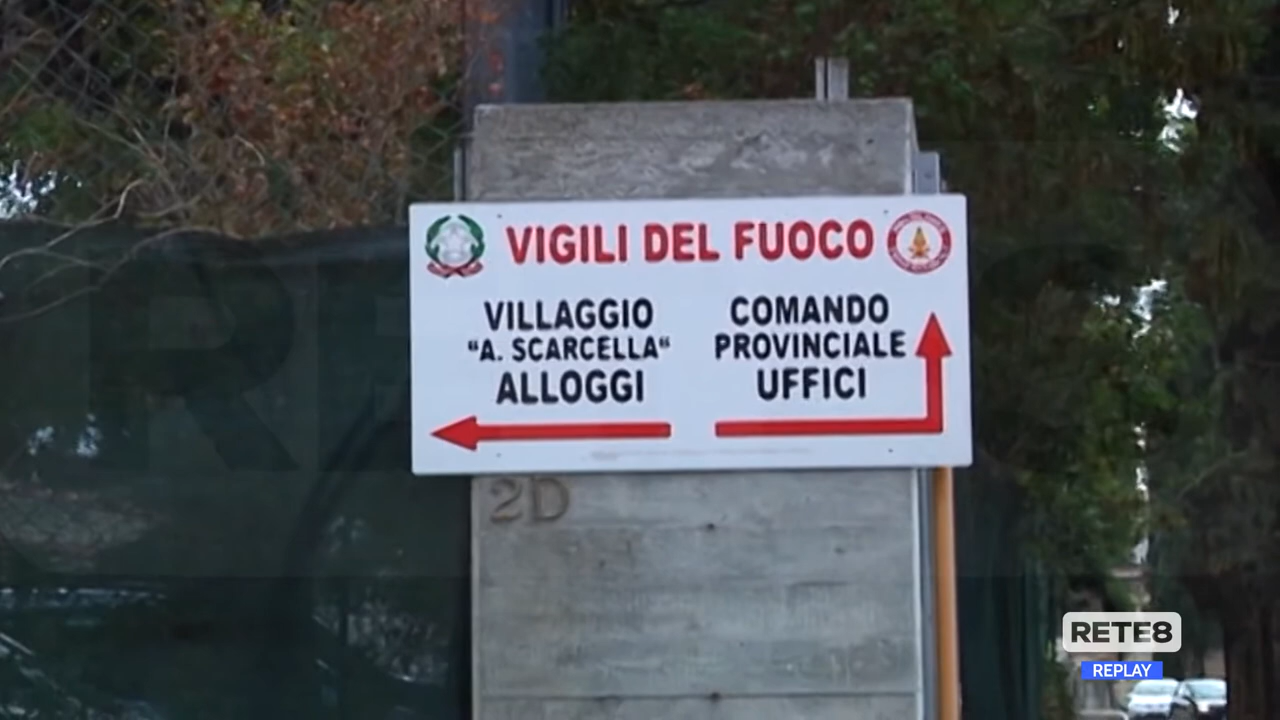 VIGILI DEL FUOCO
VILLAGGIO
"A. SCARCELLA"
ALLOGGI
COMANDO
PROVINCIALE
UFFICI
2D
RETE8
REPLAY